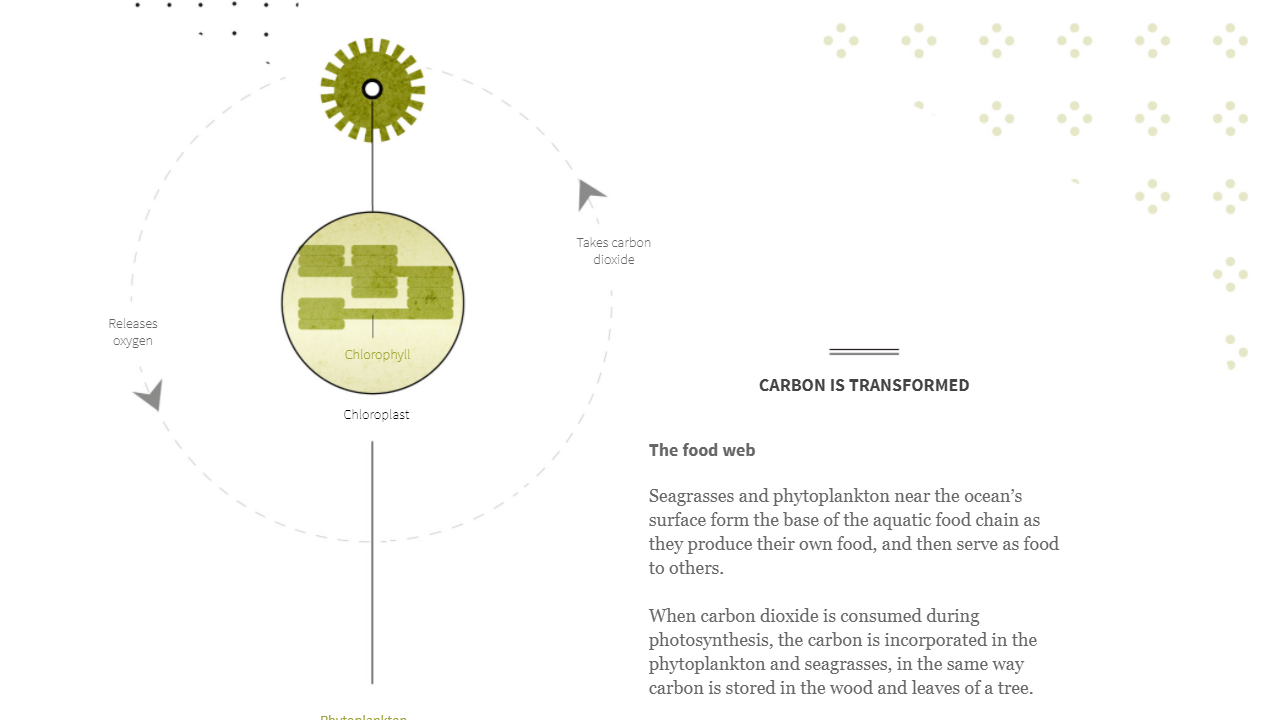 Takes carbon
dioxide
Releases
oxygen
Chlorophyll
Chloroplast
Phytoplankton
CARBON IS TRANSFORMED
The food web
Seagrasses and phytoplankton near the ocean’s
surface form the base of the aquatic food chain as
they produce their own food, and then serve as food
to others.
When carbon dioxide is consumed during
photosynthesis, the carbon is incorporated in the
phytoplankton and seagrasses, in the same way
carbon is stored in the wood and leaves of a tree.